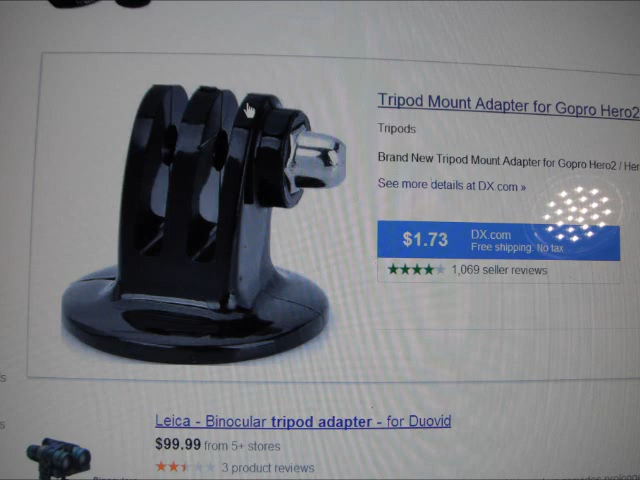 Tripod Mount Adapter for Gopro Hero2
Tripods
Brand New Tripod Mount Adapter for Gopro Hero2 / Her
See more details at DX.com »
$1.73
DX.com
Free shipping. No tax
1,069 seller reviews
Leica - Binocular tripod adapter - for Duovid
$99.99 from 5+ stores
3 product reviews